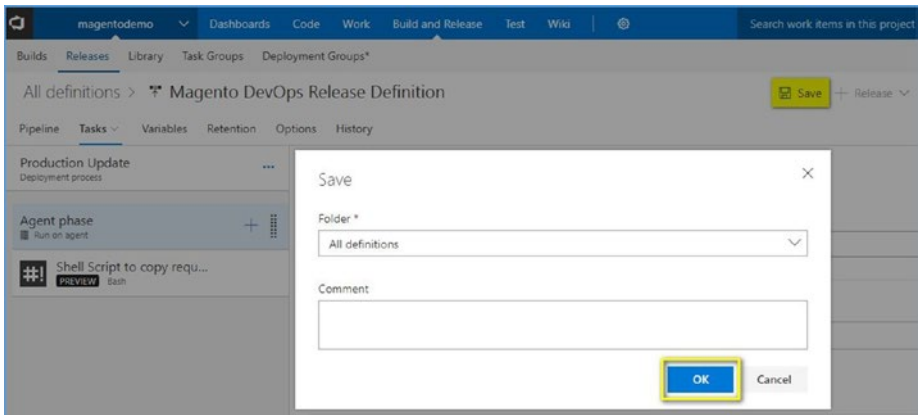 magentodemo Dashboards Code Work Build and Release Test Wiki Search work items in this project
Builds Releases Library Task Groups Deployment Groups*
All definitions > Magento DevOps Release Definition Save + Release
Pipeline Tasks Variables Retention Options History
Production Update ...
Deployment process
Save
Folder *
Agent phase
Run on agent
All definitions
#! Shell Script to copy requ...
PREVIEW Bash
Comment
OK Cancel